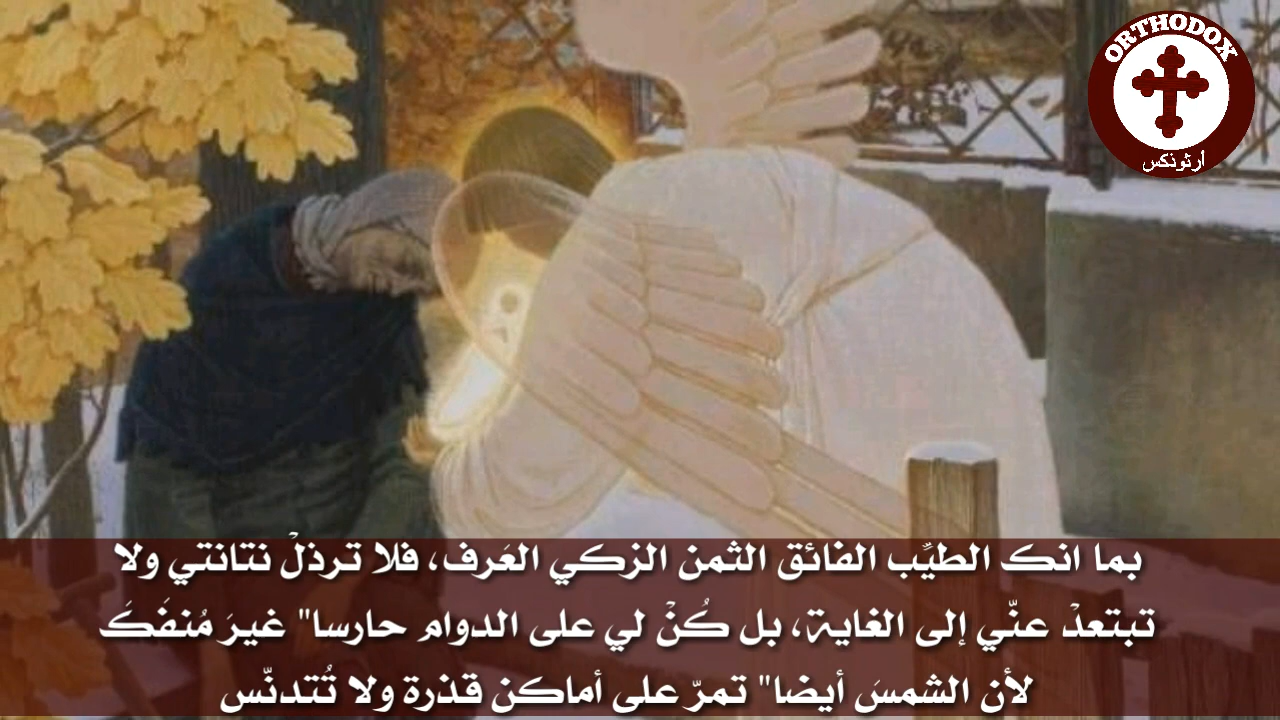 ORTHODOX
أرثوذكس
بما انك الطيِّب الفائق الثمن الزكي العَرف، فلا ترذلْ نتانتي ولا
تبتعدْ عنّي إلى الغاية، بل كُنْ لي على الدوام حارسا" غيرَ مُنفَكَ
لأن الشمسَ أيضا" تمرّ على أماكن قذرة ولا تُتدنّس